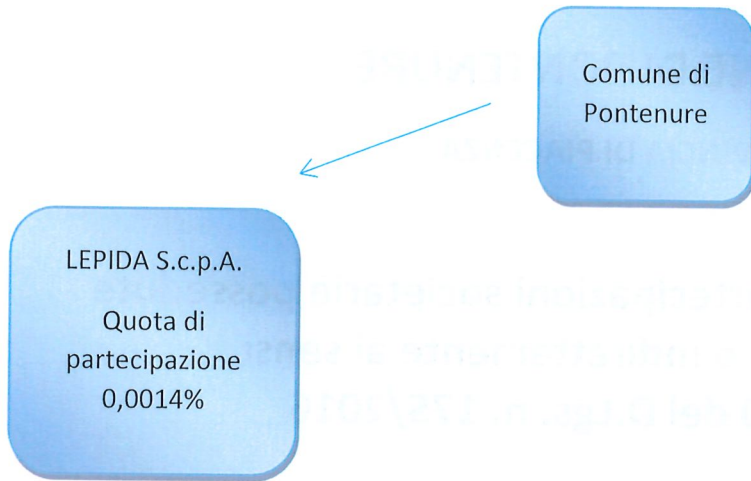 Comune di
Pontenure
LEPIDA S.c.p.A.
Quota di
partecipazione
0,0014%